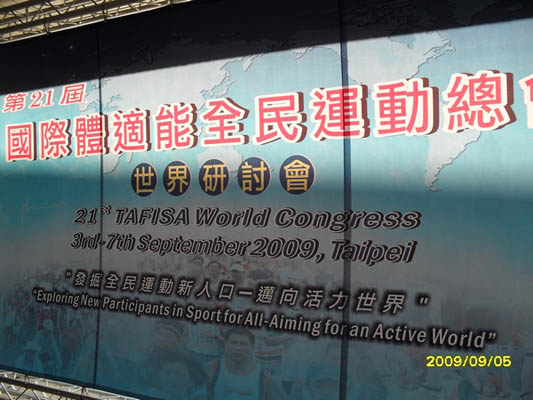 第21屆
國際體適能全民運動總會
世界研討會
21st TAFISA World Congress
3rd-7th September 2009, Taipei
"發掘全民運動新人口－邁向活力世界"
"Exploring New Participants in Sport for All-Aiming for an Active World"
2009/09/05